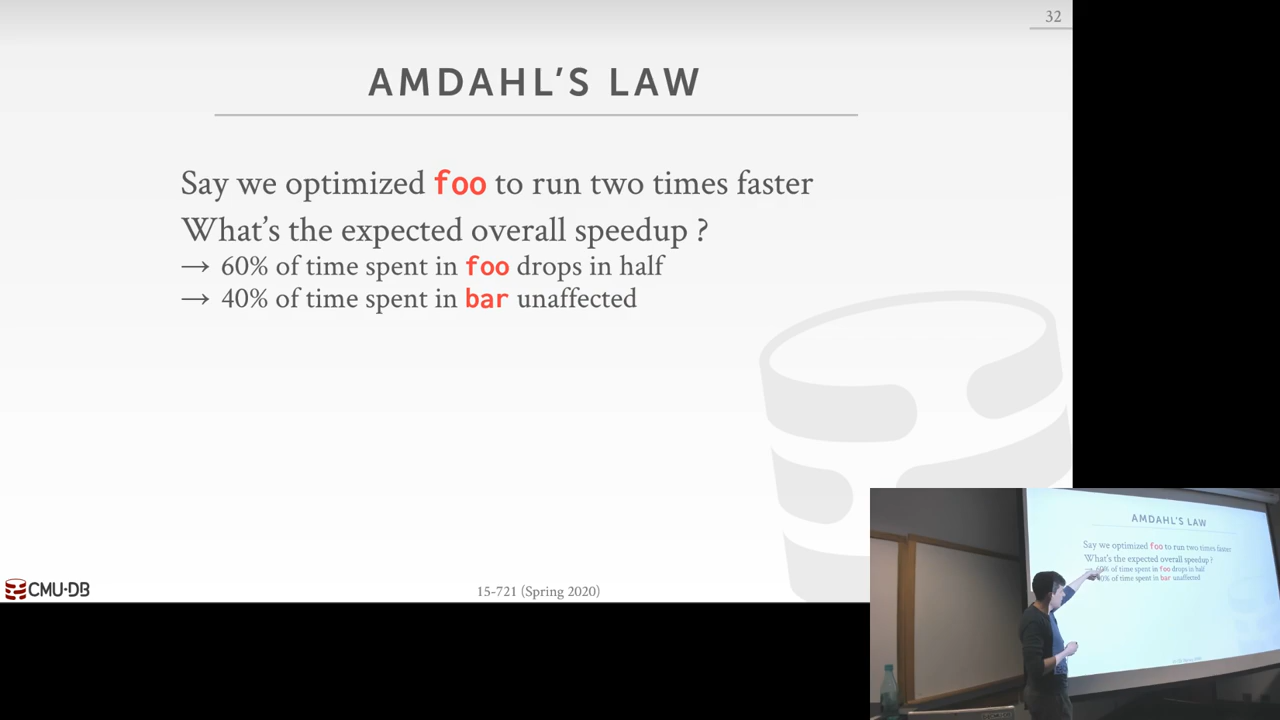 32
AMDAHL'S LAW
Say we optimized foo to run two times faster
What's the expected overall speedup ?
→ 60% of time spent in foo drops in half
→ 40% of time spent in bar unaffected
CMU·DB
15-721 (Spring 2020)
AMDAHL'S LAW
Say we optimized foo to run two times faster
What's the expected overall speedup ?
60% of time spent in foo drops in half
40% of time spent in bar unaffected